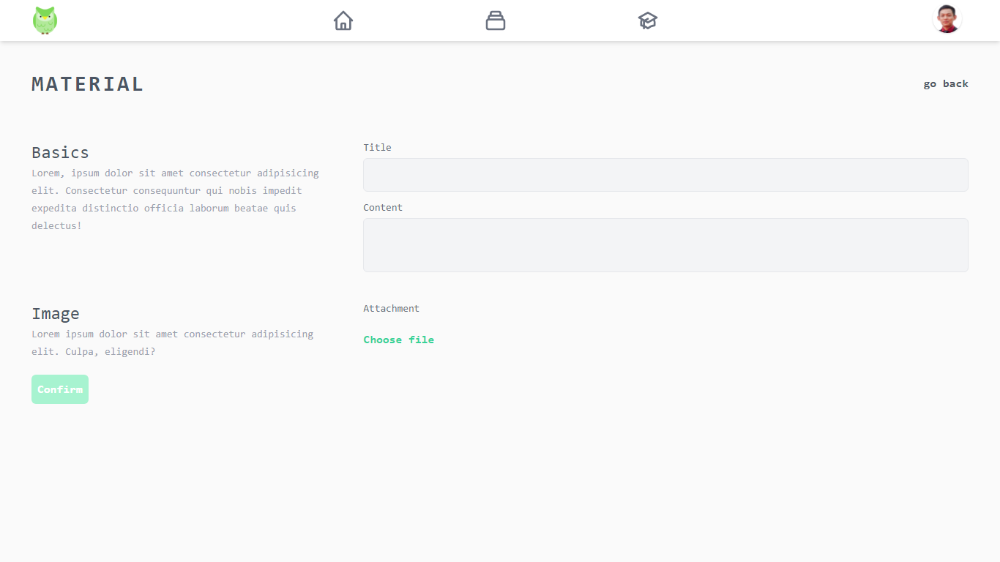 MATERIAL
go back
Basics
Lorem, ipsum dolor sit amet consectetur adipisicing
elit. Consectetur consequuntur qui nobis impedit
expedita distinctio officia laborum beatae quis
delectus!
Title
Content
Image
Lorem ipsum dolor sit amet consectetur adipisicing
elit. Culpa, eligendi?
Attachment
Choose file
Confirm